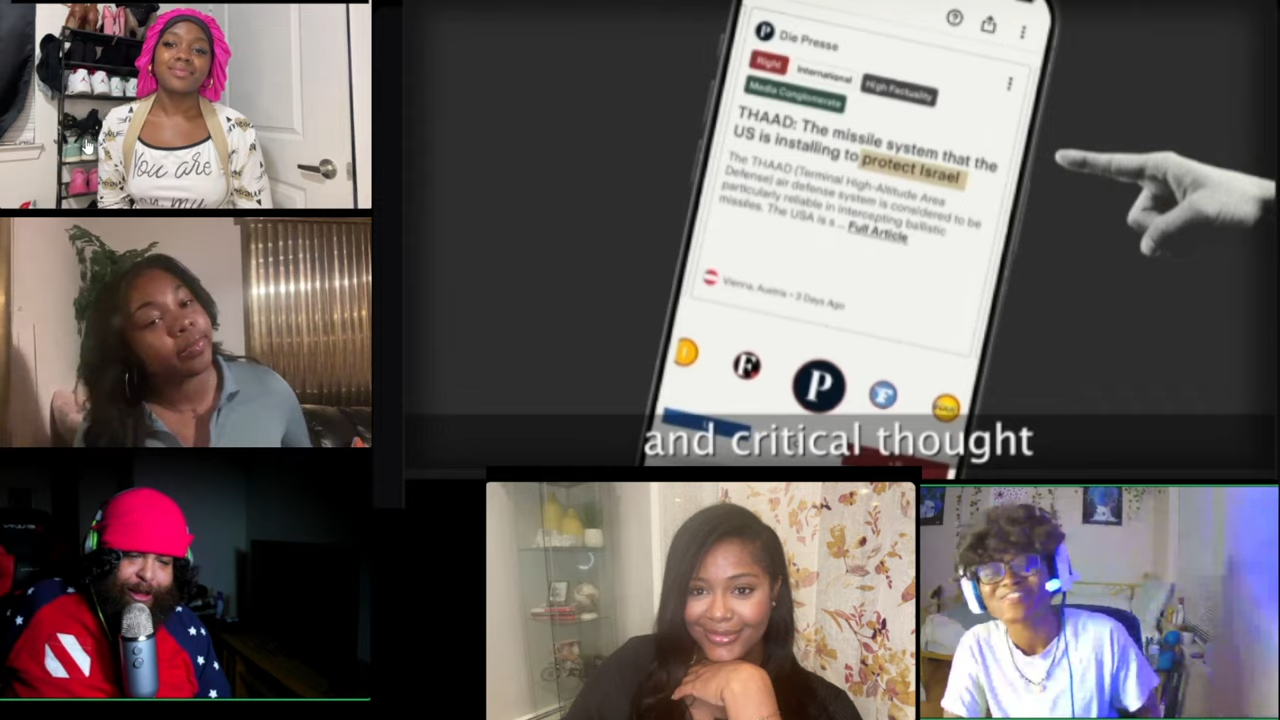 You are
on my
P Die Presse
Right International High Factuality
Media Conglomerate
THAAD: The missile system that the
US is installing to protect Israel
The THAAD (Terminal High-Altitude Area
Defense) air defense system is considered to be
particularly reliable in intercepting ballistic
missiles. The USA is s ... Full Article
Vienna, Austria • 3 Days Ago
F P F
and critical thought